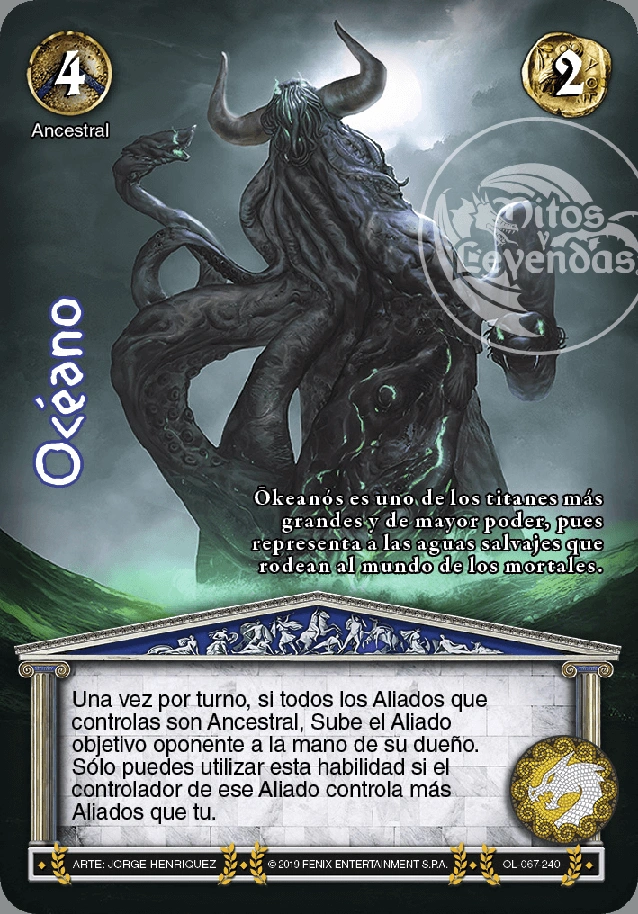 4
2
Ancestral
Mitos
y
Leyendas
Océano
Ōkeanós es uno de los titanes más
grandes y de mayor poder, pues
representa a las aguas salvajes que
rodean al mundo de los mortales.
Una vez por turno, si todos los Aliados que
controlas son Ancestral, Sube el Aliado
objetivo oponente a la mano de su dueño.
Sólo puedes utilizar esta habilidad si el
controlador de ese Aliado controla más
Aliados que tu.
ARTE: JORGE HENRIQUEZ
© 2019 FENIX ENTERTAINMENT S.P.A.
OL-067-240